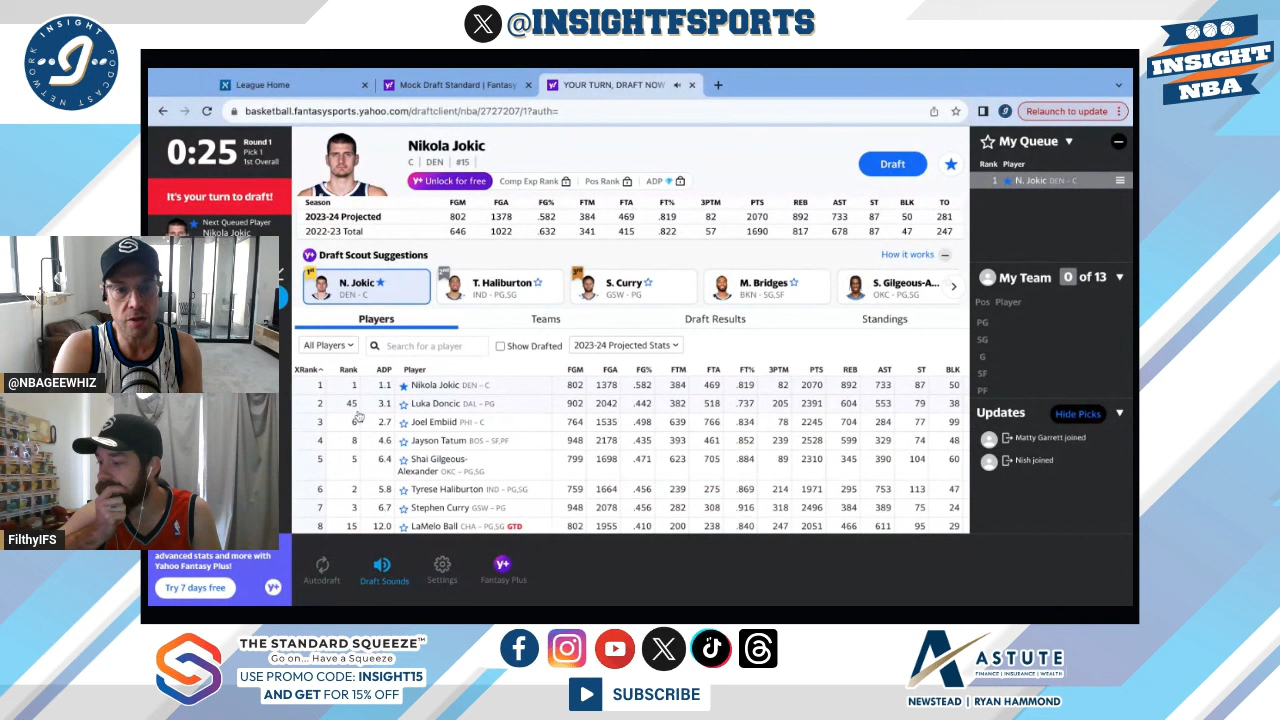 INSIGHT
PODCAST NETWORK
@INSIGHTFSPORTS
INSIGHT
NBA
League Home
Mock Draft Standard | Fantasy
YOUR TURN, DRAFT NOW
basketball.fantasysports.yahoo.com/draftclient/nba/2727207/1?auth=
Relaunch to update
0:25
Round 1
Pick 1
1st Overall
It's your turn to draft!
Next Queued Player
Nikola Jokic
Nikola Jokic
C | DEN | #15
Y+ Unlock for free Comp Exp Rank Pos Rank ADP
Draft
Season FGM FGA FG% FTM FTA FT% 3PTM PTS REB AST ST BLK TO
2023-24 Projected 802 1378 .582 384 469 .819 82 2070 892 733 87 50 281
2022-23 Total 646 1022 .632 341 415 .822 57 1690 817 678 87 47 247
Y+ Draft Scout Suggestions
How it works
1st N. Jokic DEN - C
2nd T. Haliburton IND - PG,SG
3rd S. Curry GSW - PG
M. Bridges BKN - SG,SF
S. Gilgeous-A... OKC - PG,SG
Players Teams Draft Results Standings
All Players Search for a player Show Drafted 2023-24 Projected Stats
XRank Rank ADP Player FGM FGA FG% FTM FTA FT% 3PTM PTS REB AST ST BLK
1 1 1.1 Nikola Jokic DEN - C 802 1378 .582 384 469 .819 82 2070 892 733 87 50
2 45 3.1 Luka Doncic DAL - PG 902 2042 .442 382 518 .737 205 2391 604 553 79 38
3 6 2.7 Joel Embiid PHI - C 764 1535 .498 639 766 .834 78 2245 704 284 77 99
4 8 4.6 Jayson Tatum BOS - SF,PF 948 2178 .435 393 461 .852 239 2528 599 329 74 48
5 5 6.4 Shai Gilgeous-
Alexander OKC - PG,SG 799 1698 .471 623 705 .884 89 2310 345 390 104 60
6 2 5.8 Tyrese Haliburton IND - PG,SG 759 1664 .456 239 275 .869 214 1971 295 753 113 47
7 3 6.7 Stephen Curry GSW - PG 948 2078 .456 282 308 .916 318 2496 384 389 75 24
8 15 12.0 LaMelo Ball CHA - PG,SG GTD 802 1955 .410 200 238 .840 247 2051 466 611 95 29
My Queue
Rank Player
1 N. Jokic DEN - C
My Team 0 of 13
Pos Player
PG
SG
G
SF
PF
Updates Hide Picks
Matty Garrett joined
Nish joined
@NBAGEEWHIZ
FilthyIFS
advanced stats and more with
Yahoo Fantasy Plus!
Try 7 days free
Y+
Autodraft
Draft Sounds
Settings
Fantasy Plus
THE STANDARD SQUEEZE™
Go on... Have a Squeeze
USE PROMO CODE: INSIGHT15
AND GET FOR 15% OFF
SUBSCRIBE
ASTUTE
FINANCE | INSURANCE | WEALTH
NEWSTEAD | RYAN HAMMOND